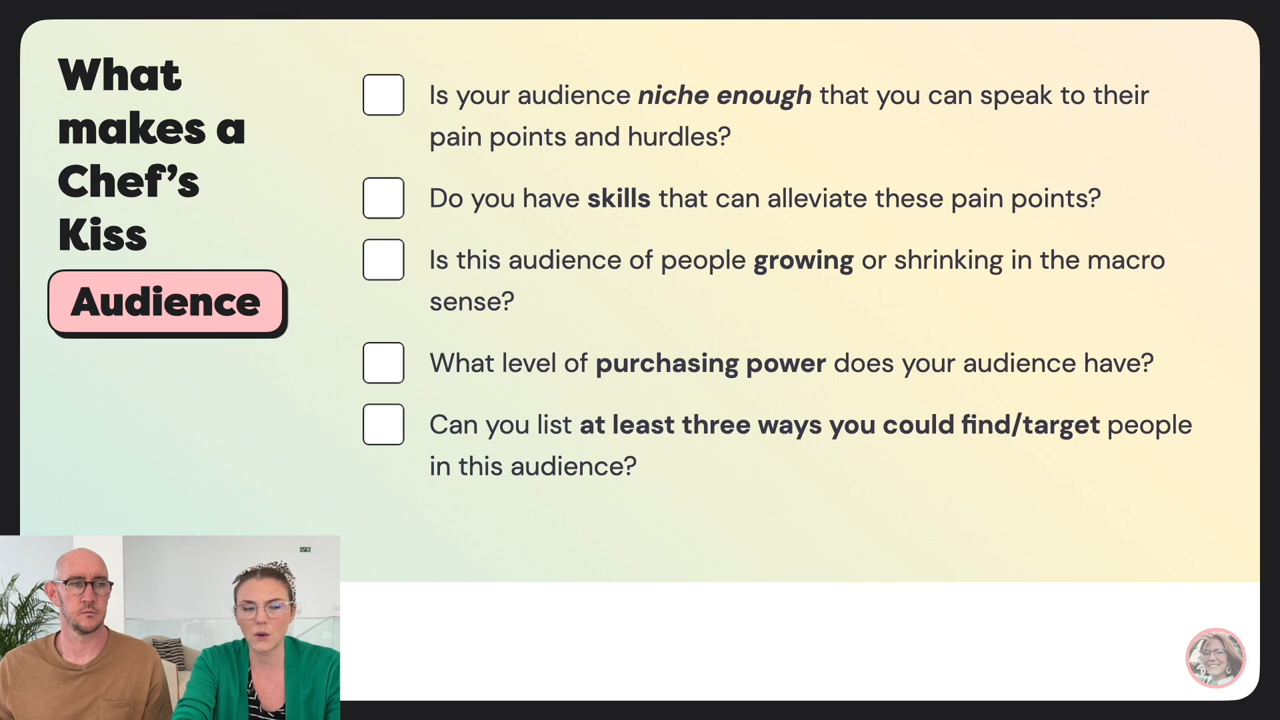 What
makes a
Chef’s
Kiss
Audience
Is your audience niche enough that you can speak to their
pain points and hurdles?
Do you have skills that can alleviate these pain points?
Is this audience of people growing or shrinking in the macro
sense?
What level of purchasing power does your audience have?
Can you list at least three ways you could find/target people
in this audience?